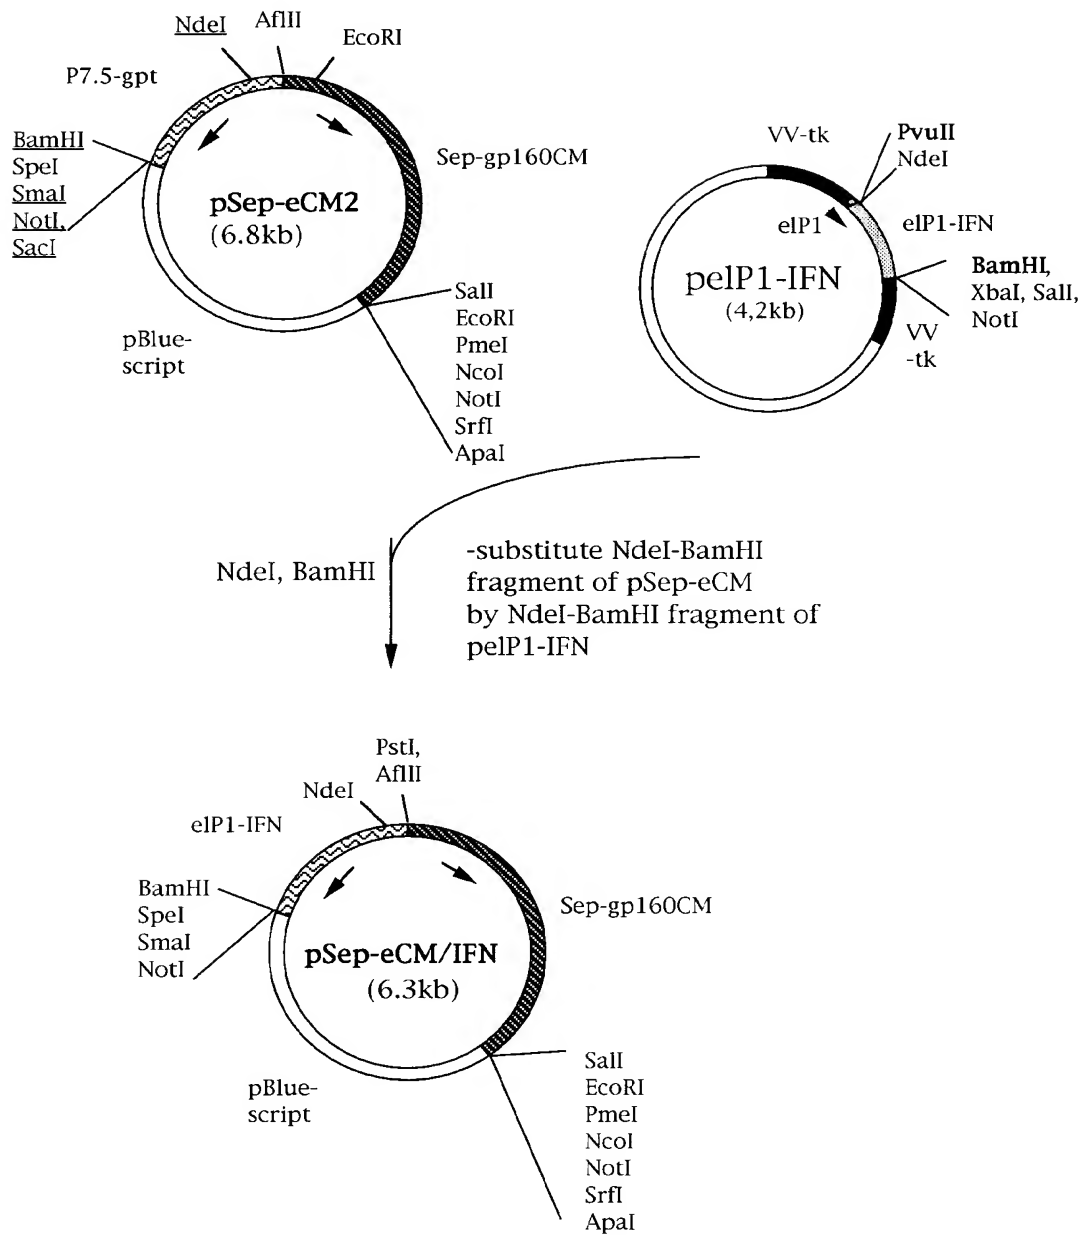 NdeI
AflII
EcoRI
P7.5-gpt
BamHI
SpeI
SmaI
NotI,
SacI
Sep-gp160CM
pSep-eCM2
(6.8kb)
SalI
EcoRI
PmeI
NcoI
NotI
SrfI
ApaI
pBlue-
script
VV-tk
PvuII
NdeI
elP1
elP1-IFN
pelP1-IFN
(4,2kb)
BamHI,
XbaI, SalI,
NotI
VV
-tk
NdeI, BamHI
-substitute NdeI-BamHI
fragment of pSep-eCM
by NdeI-BamHI fragment of
pelP1-IFN
PstI,
AflII
NdeI
elP1-IFN
BamHI
SpeI
SmaI
NotI
Sep-gp160CM
pSep-eCM/IFN
(6.3kb)
pBlue-
script
SalI
EcoRI
PmeI
NcoI
NotI
SrfI
ApaI